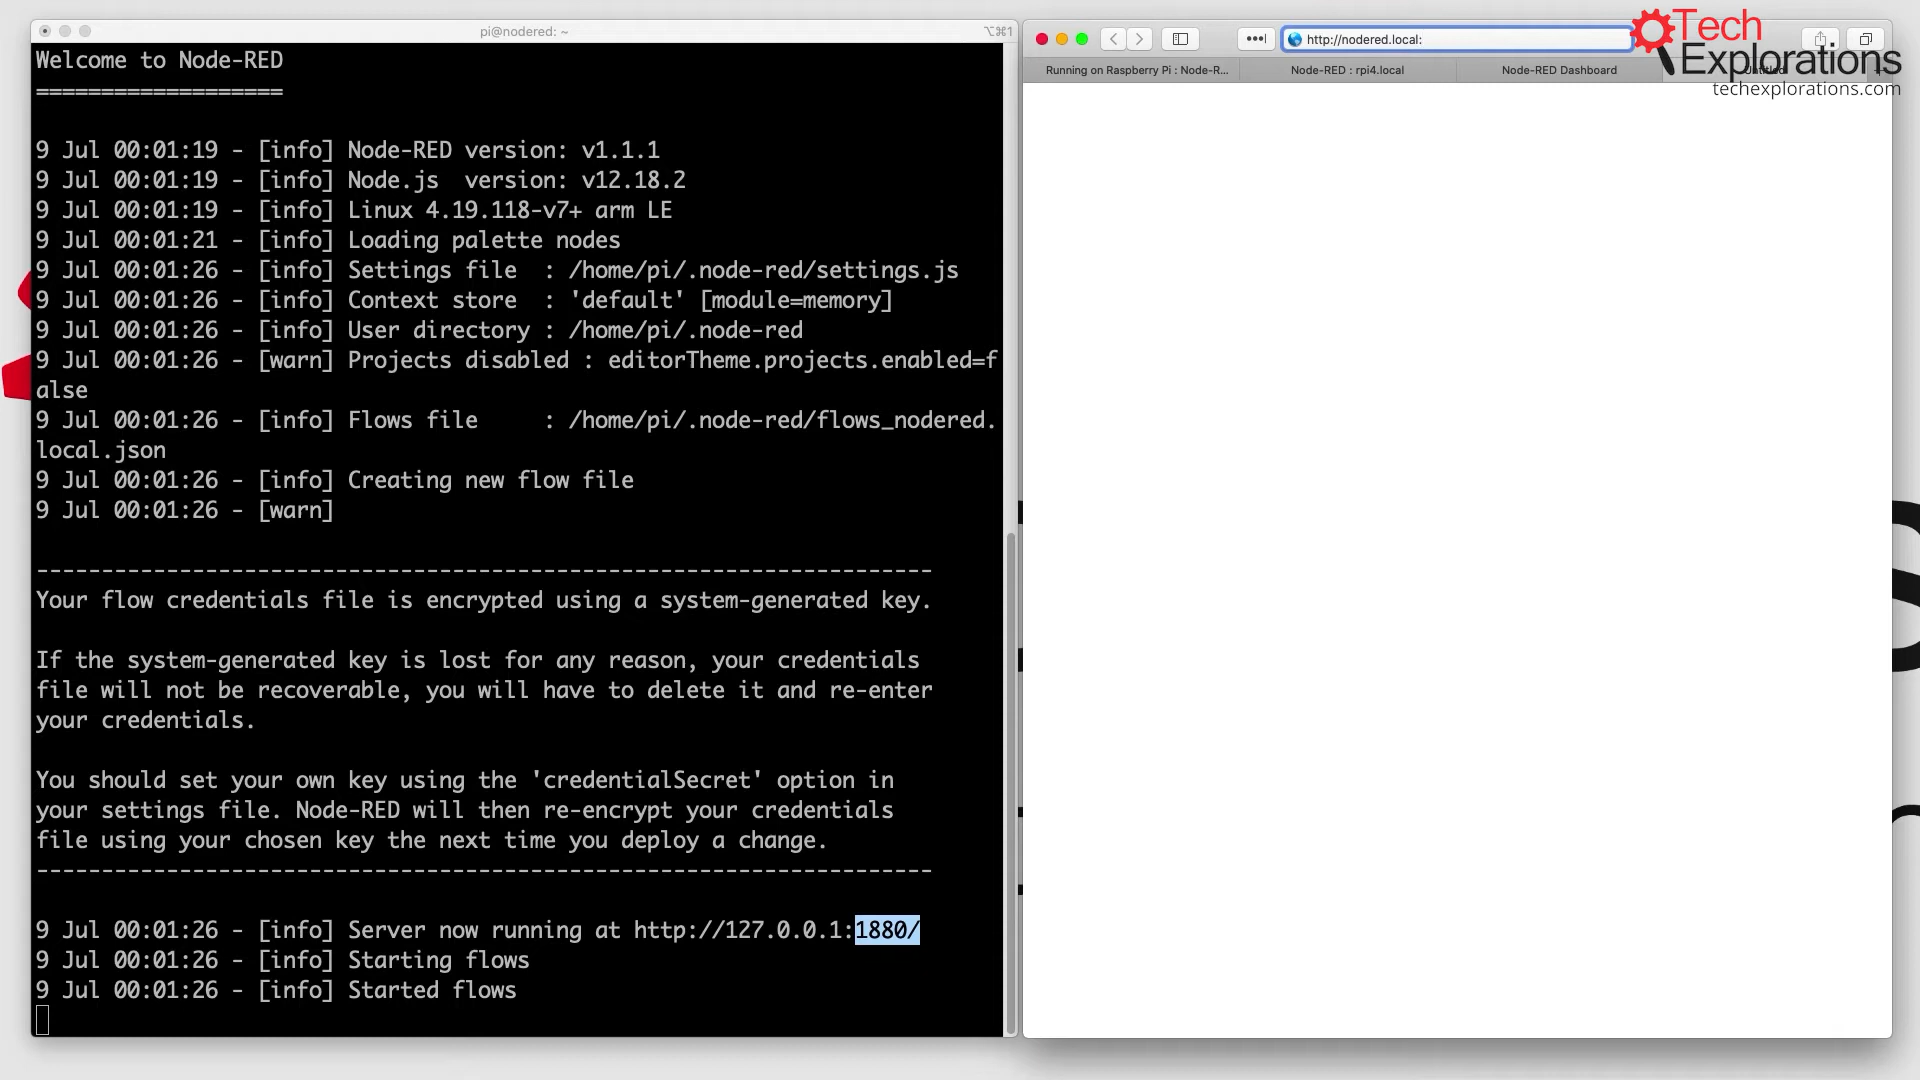 pi@nodered: ~
⌥⌘1
Welcome to Node-RED
===================
9 Jul 00:01:19 - [info] Node-RED version: v1.1.1
9 Jul 00:01:19 - [info] Node.js  version: v12.18.2
9 Jul 00:01:19 - [info] Linux 4.19.118-v7+ arm LE
9 Jul 00:01:21 - [info] Loading palette nodes
9 Jul 00:01:26 - [info] Settings file  : /home/pi/.node-red/settings.js
9 Jul 00:01:26 - [info] Context store  : 'default' [module=memory]
9 Jul 00:01:26 - [info] User directory : /home/pi/.node-red
9 Jul 00:01:26 - [warn] Projects disabled : editorTheme.projects.enabled=f
alse
9 Jul 00:01:26 - [info] Flows file     : /home/pi/.node-red/flows_nodered.
local.json
9 Jul 00:01:26 - [info] Creating new flow file
9 Jul 00:01:26 - [warn]
---------------------------------------------------------------------
Your flow credentials file is encrypted using a system-generated key.
If the system-generated key is lost for any reason, your credentials
file will not be recoverable, you will have to delete it and re-enter
your credentials.
You should set your own key using the 'credentialSecret' option in
your settings file. Node-RED will then re-encrypt your credentials
file using your chosen key the next time you deploy a change.
---------------------------------------------------------------------
9 Jul 00:01:26 - [info] Server now running at http://127.0.0.1:1880/
9 Jul 00:01:26 - [info] Starting flows
9 Jul 00:01:26 - [info] Started flows
http://nodered.local:
Running on Raspberry Pi : Node-R...
Node-RED : rpi4.local
Node-RED Dashboard
Untitled
Tech
Explorations
techexplorations.com